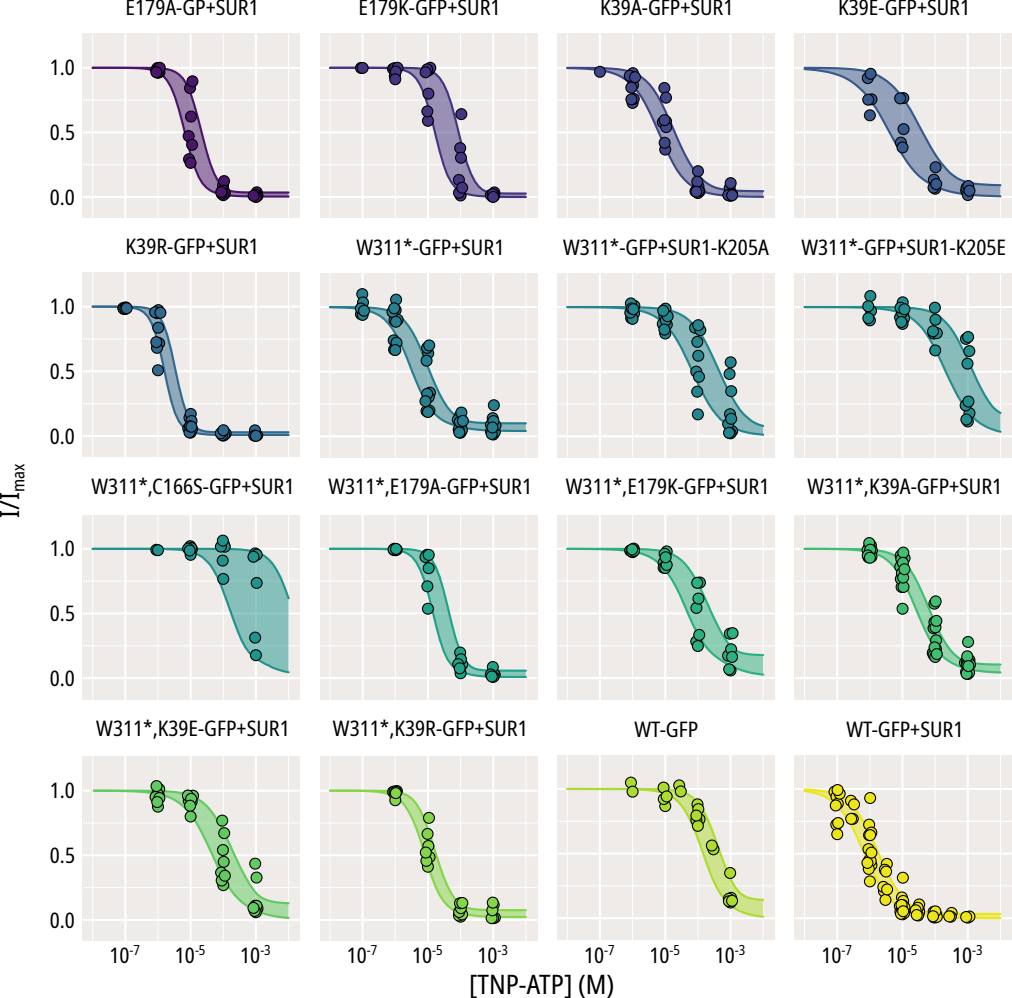 E179A-GP+SUR1 E179K-GFP+SUR1 K39A-GFP+SUR1 K39E-GFP+SUR1
1.0
0.5
0.0
K39R-GFP+SUR1 W311*-GFP+SUR1 W311*-GFP+SUR1-K205A W311*-GFP+SUR1-K205E
1.0
0.5
0.0
I/Imax
W311*,C166S-GFP+SUR1 W311*,E179A-GFP+SUR1 W311*,E179K-GFP+SUR1 W311*,K39A-GFP+SUR1
1.0
0.5
0.0
W311*,K39E-GFP+SUR1 W311*,K39R-GFP+SUR1 WT-GFP WT-GFP+SUR1
1.0
0.5
0.0
10-7 10-5 10-3 10-7 10-5 10-3 10-7 10-5 10-3 10-7 10-5 10-3
[TNP-ATP] (M)